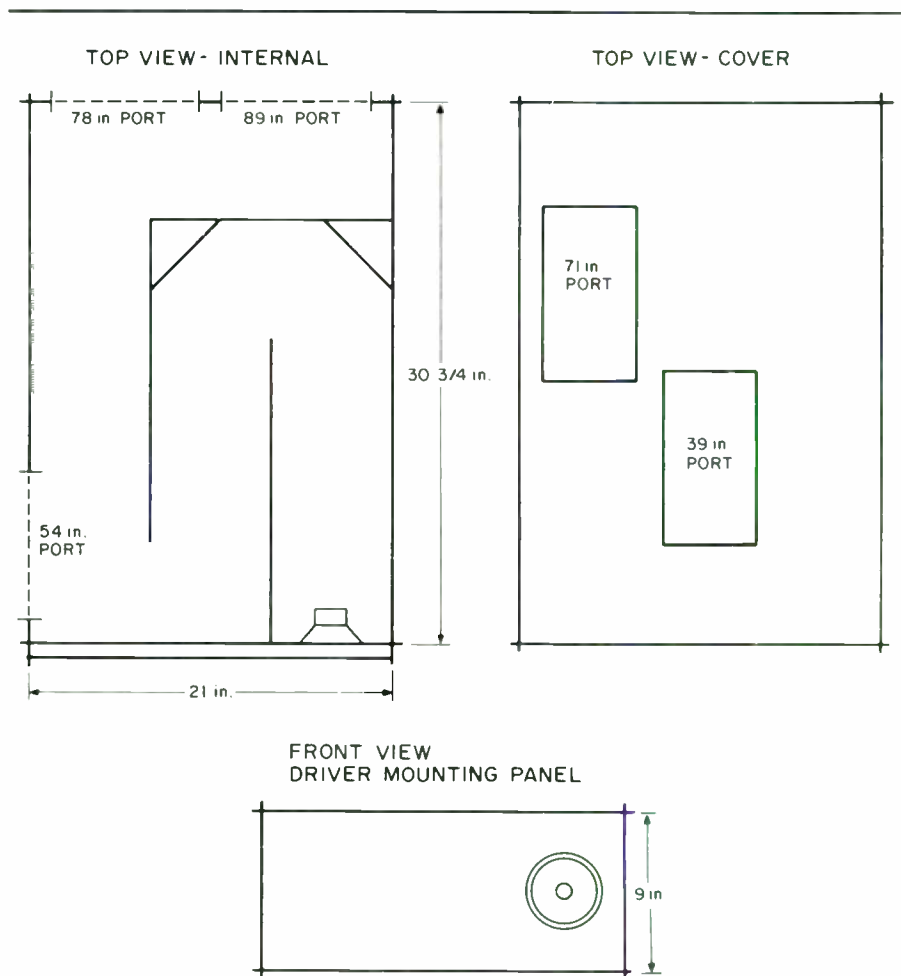 TOP VIEW - INTERNAL
78 in PORT
89 in PORT
54 in.
PORT
30 3/4 in.
21 in.
TOP VIEW - COVER
71 in
PORT
39 in
PORT
FRONT VIEW
DRIVER MOUNTING PANEL
9 in